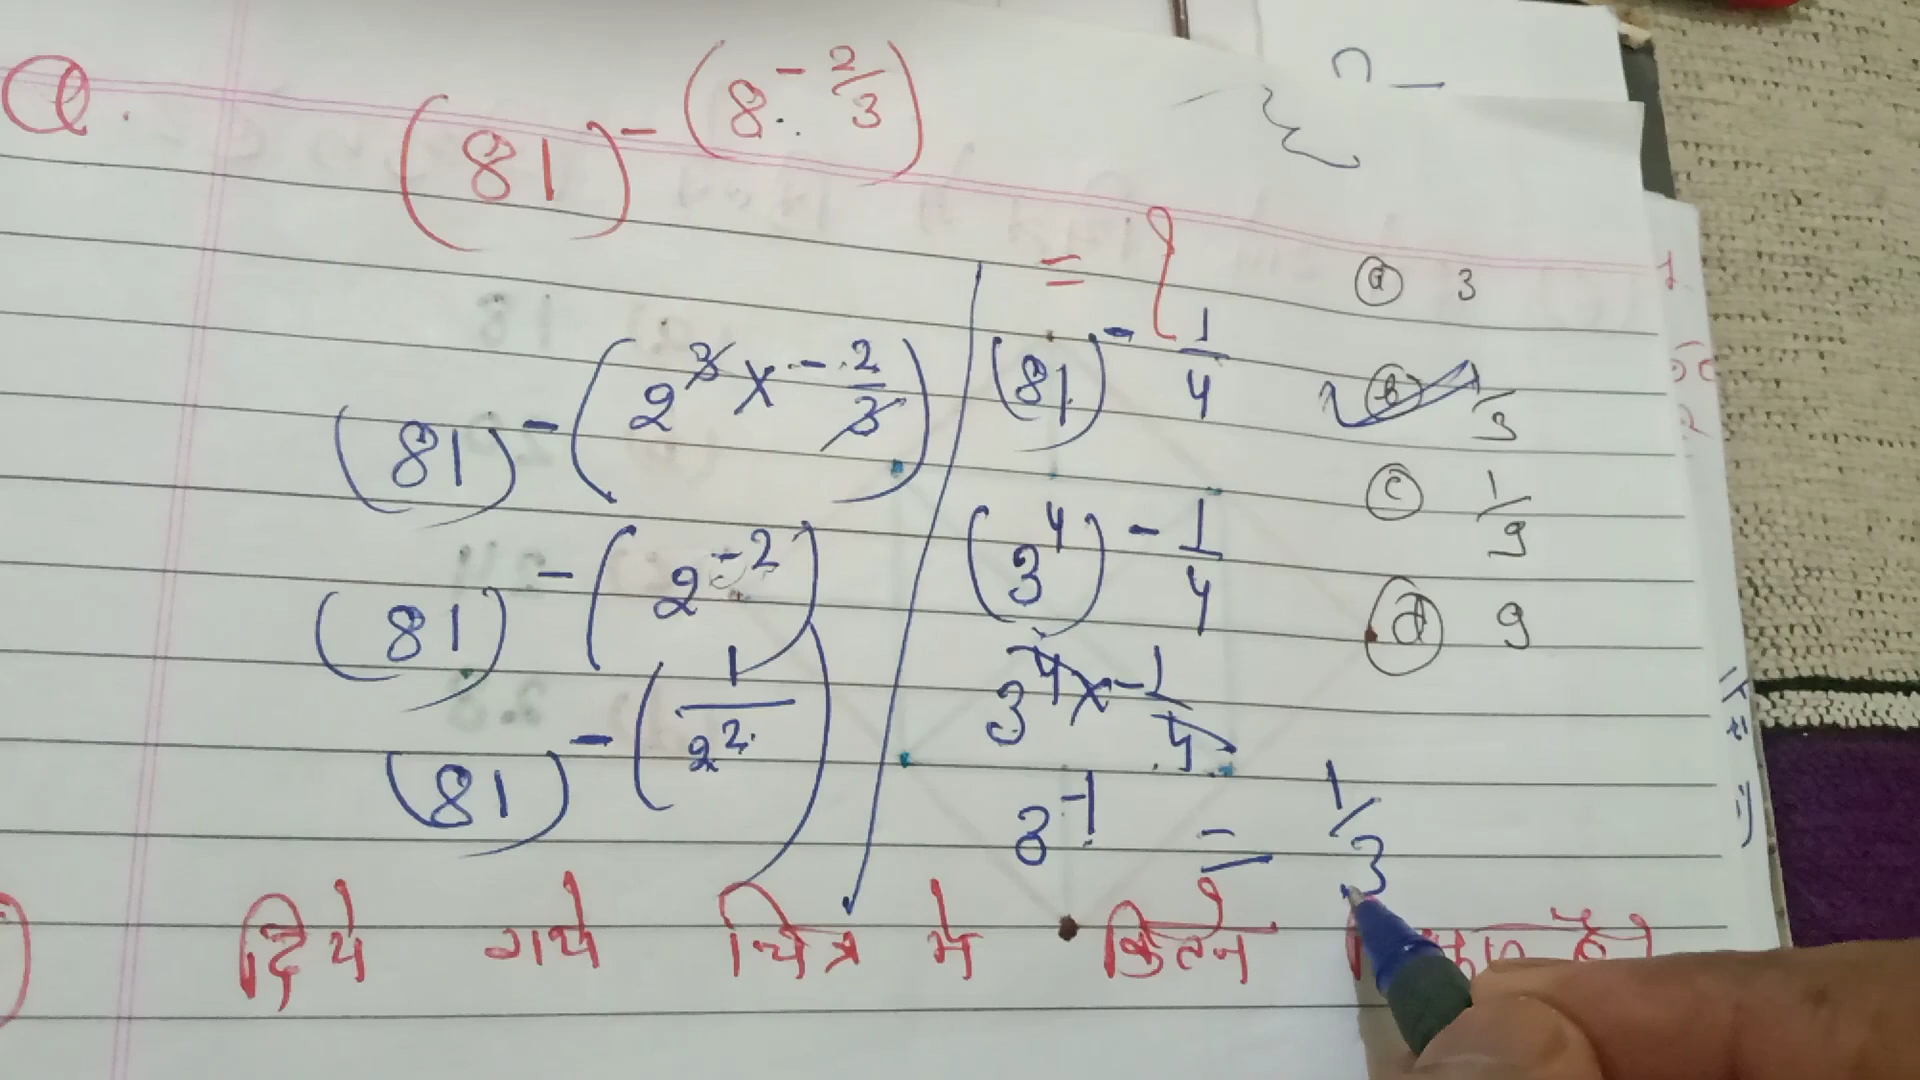 Q. (81)^-(8^-2/3) = ?
(81)^-(2^3 × -2/3)
(81)^-(2^-2)
(81)^-(1/2^2)
(81)^-1/4
(3^4)^-1/4
3^4 × -1/4
3^-1 = 1/3
(a) 3
(b) 1/3
(c) 1/9
(d) 9
दिये गये चित्र मे कितने